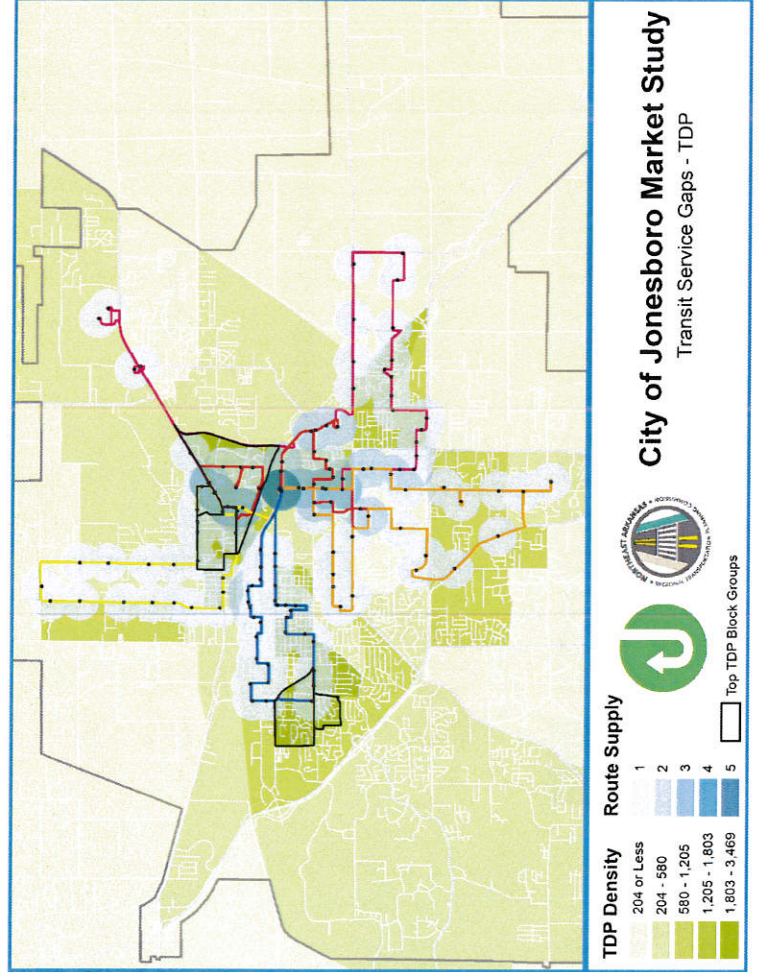 City of Jonesboro Market Study
Transit Service Gaps - TDP
TDP Density
204 or Less
204 - 580
580 - 1,205
1,205 - 1,803
1,803 - 3,469
Route Supply
1
2
3
4
5
Top TDP Block Groups
NORTHEAST ARKANSAS